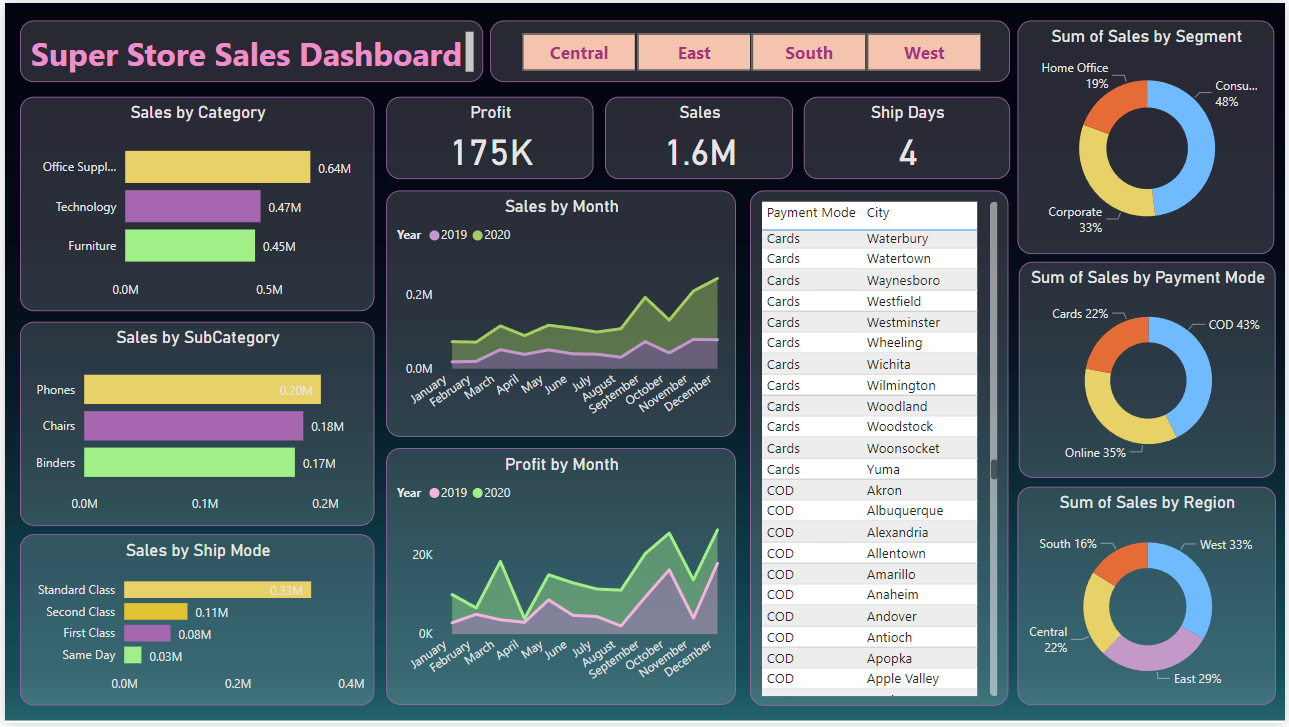 Super Store Sales Dashboard
Central East South West
Sales by Category
Office Suppl... 0.64M
Technology 0.47M
Furniture 0.45M
0.0M 0.5M
Sales by SubCategory
Phones 0.20M
Chairs 0.18M
Binders 0.17M
0.0M 0.1M 0.2M
Sales by Ship Mode
Standard Class 0.33M
Second Class 0.11M
First Class 0.08M
Same Day 0.03M
0.0M 0.2M 0.4M
Profit
175K
Sales
1.6M
Ship Days
4
Sales by Month
Year 2019 2020
0.2M
0.0M
January February March April May June July August September October November December
Profit by Month
Year 2019 2020
20K
0K
January February March April May June July August September October November December
Payment Mode City
Cards Waterbury
Cards Watertown
Cards Waynesboro
Cards Westfield
Cards Westminster
Cards Wheeling
Cards Wichita
Cards Wilmington
Cards Woodland
Cards Woodstock
Cards Woonsocket
Cards Yuma
COD Akron
COD Albuquerque
COD Alexandria
COD Allentown
COD Amarillo
COD Anaheim
COD Andover
COD Antioch
COD Apopka
COD Apple Valley
Sum of Sales by Segment
Home Office
19%
Consu...
48%
Corporate
33%
Sum of Sales by Payment Mode
Cards 22%
COD 43%
Online 35%
Sum of Sales by Region
South 16%
West 33%
Central
22%
East 29%